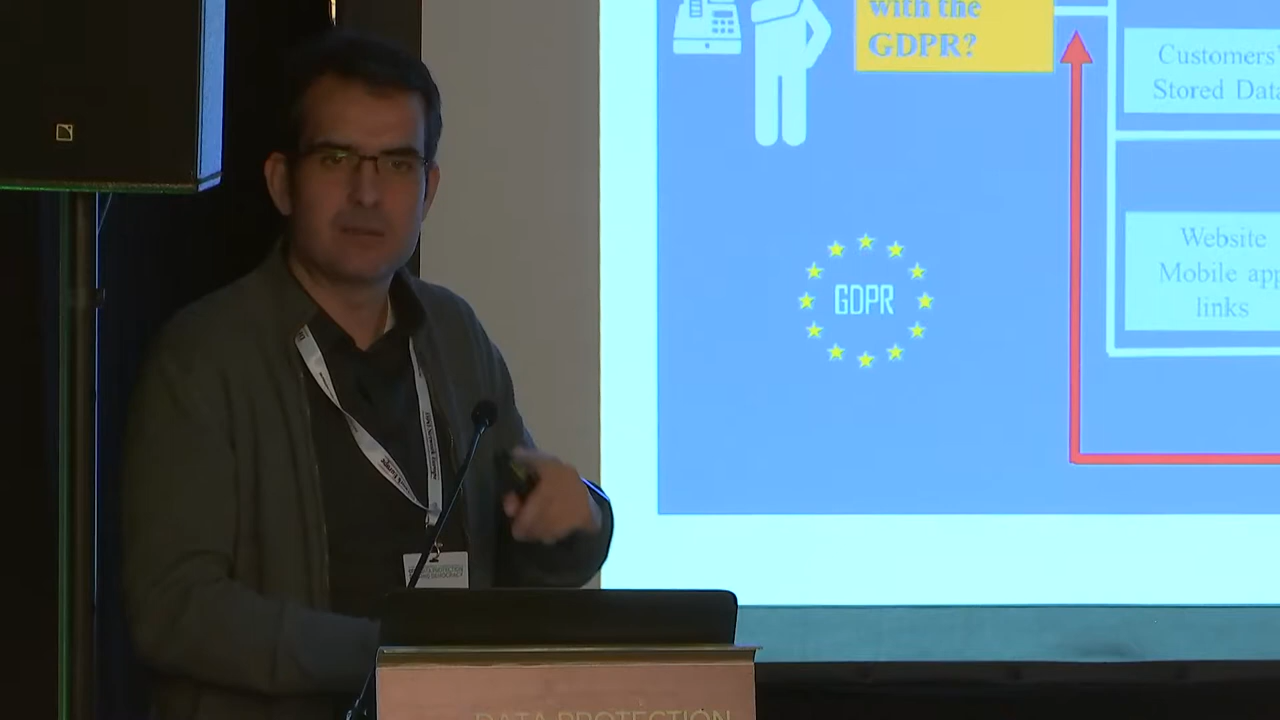 with the
GDPR?
Customers'
Stored Data
GDPR
Website
Mobile app
links
DATA PROTECTION